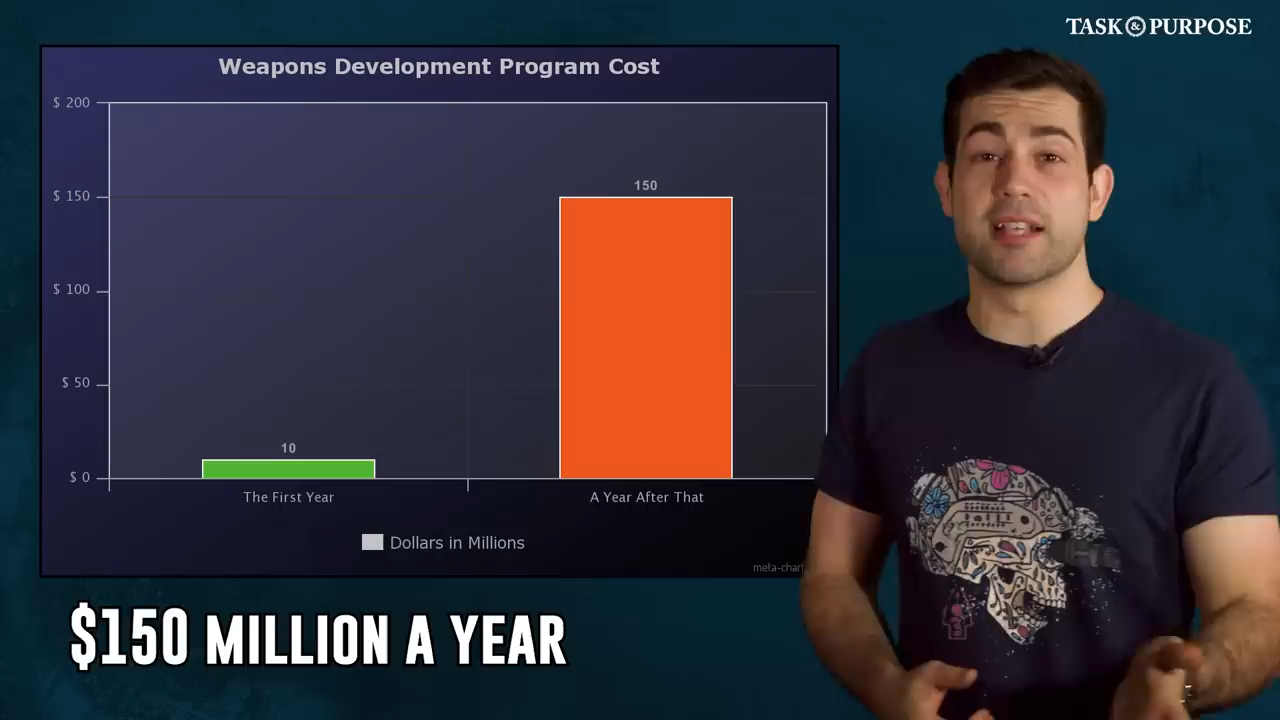 TASK & PURPOSE
Weapons Development Program Cost
$ 200
$ 150
$ 100
$ 50
$ 0
150
10
The First Year
A Year After That
Dollars in Millions
$150 MILLION A YEAR